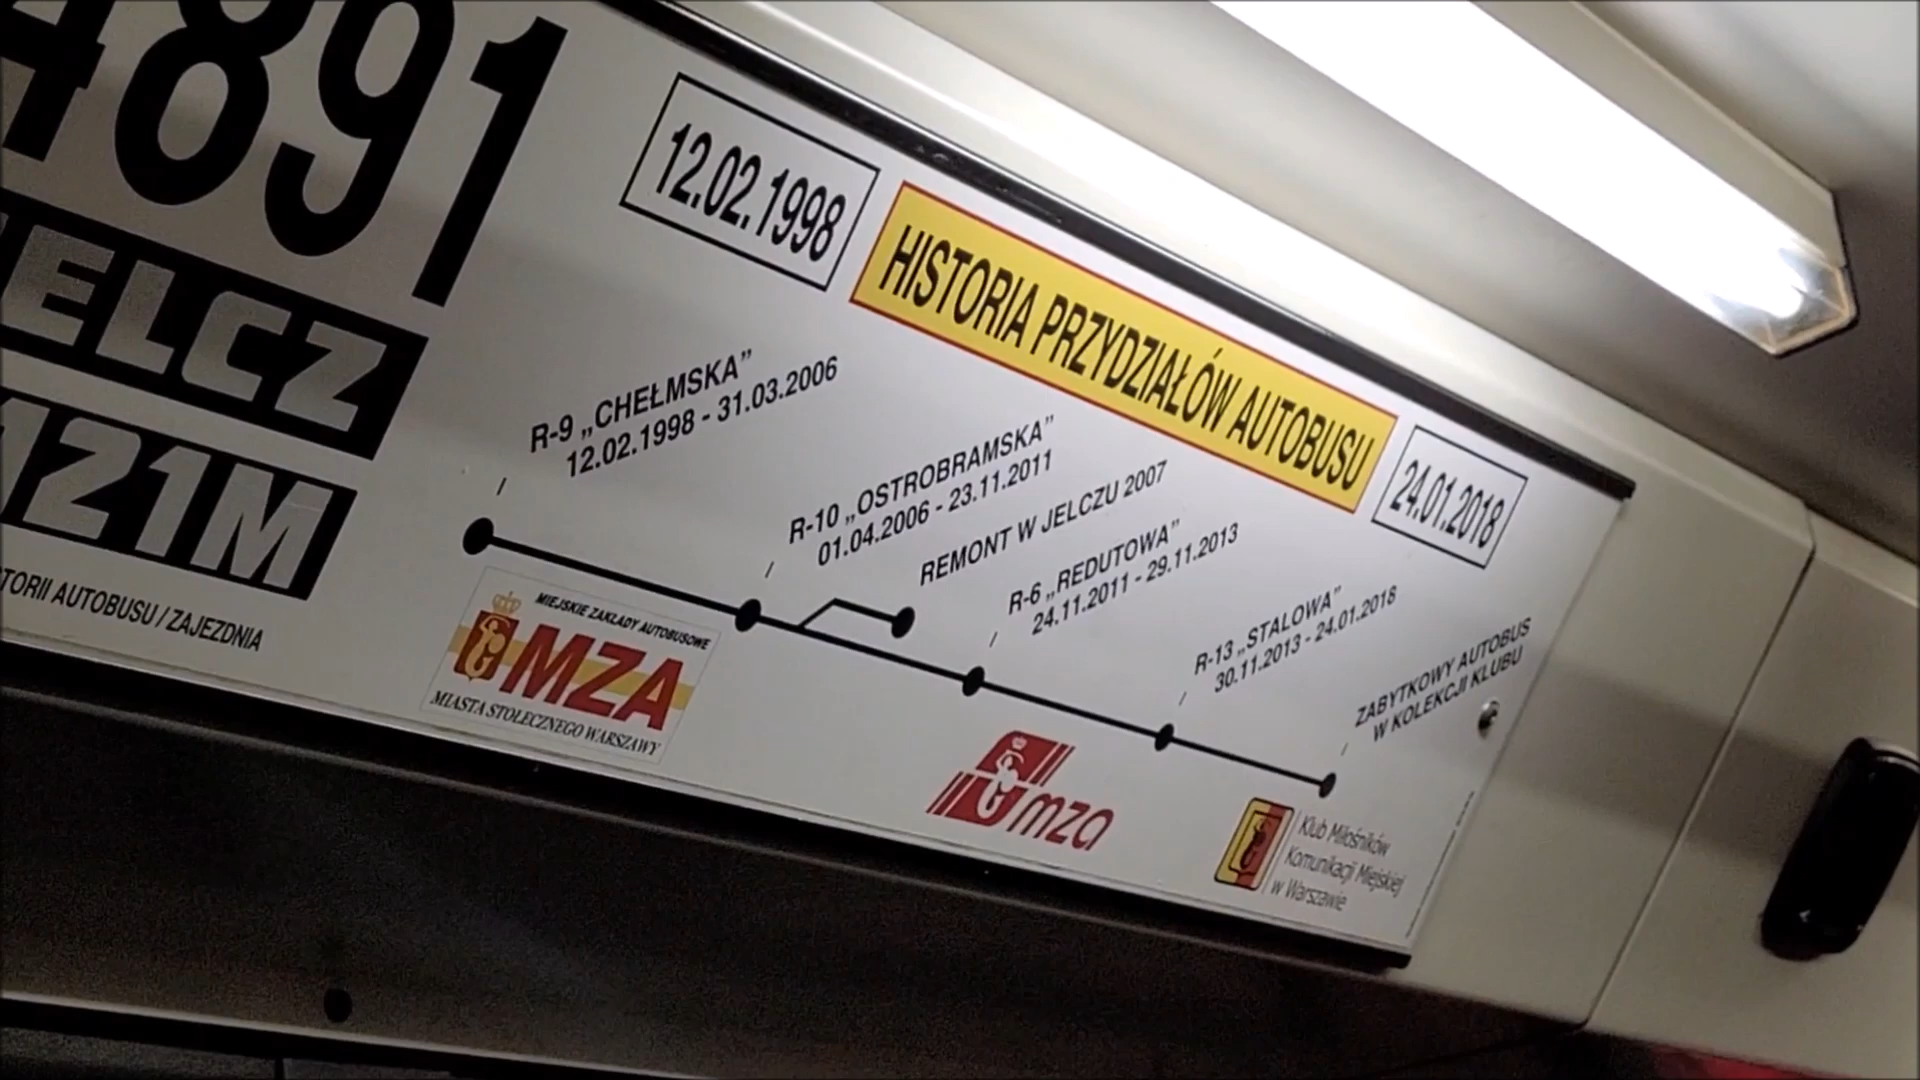 4891
ELCZ
121M
TORII AUTOBUSU / ZAJEZDNIA
12.02.1998
HISTORIA PRZYDZIAŁÓW AUTOBUSU
24.01.2018
R-9 „CHEŁMSKA”
12.02.1998 - 31.03.2006
R-10 „OSTROBRAMSKA”
01.04.2006 - 23.11.2011
REMONT W JELCZU 2007
R-6 „REDUTOWA”
24.11.2011 - 29.11.2013
R-13 „STALOWA”
30.11.2013 - 24.01.2018
ZABYTKOWY AUTOBUS
W KOLEKCJI KLUBU
MIEJSKIE ZAKŁADY AUTOBUSOWE
MZA
MIASTA STOŁECZNEGO WARSZAWY
mza
Klub Miłośników
Komunikacji Miejskiej
w Warszawie